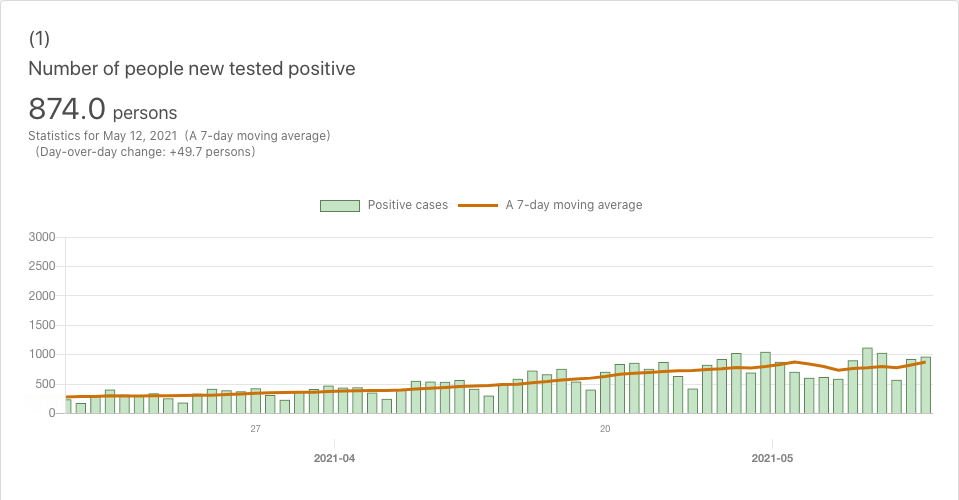 (1)
Number of people new tested positive
874.0 persons
Statistics for May 12, 2021 (A 7-day moving average)
(Day-over-day change: +49.7 persons)
Positive cases
A 7-day moving average
3000
2500
2000
1500
1000
500
0
27
20
2021-04
2021-05